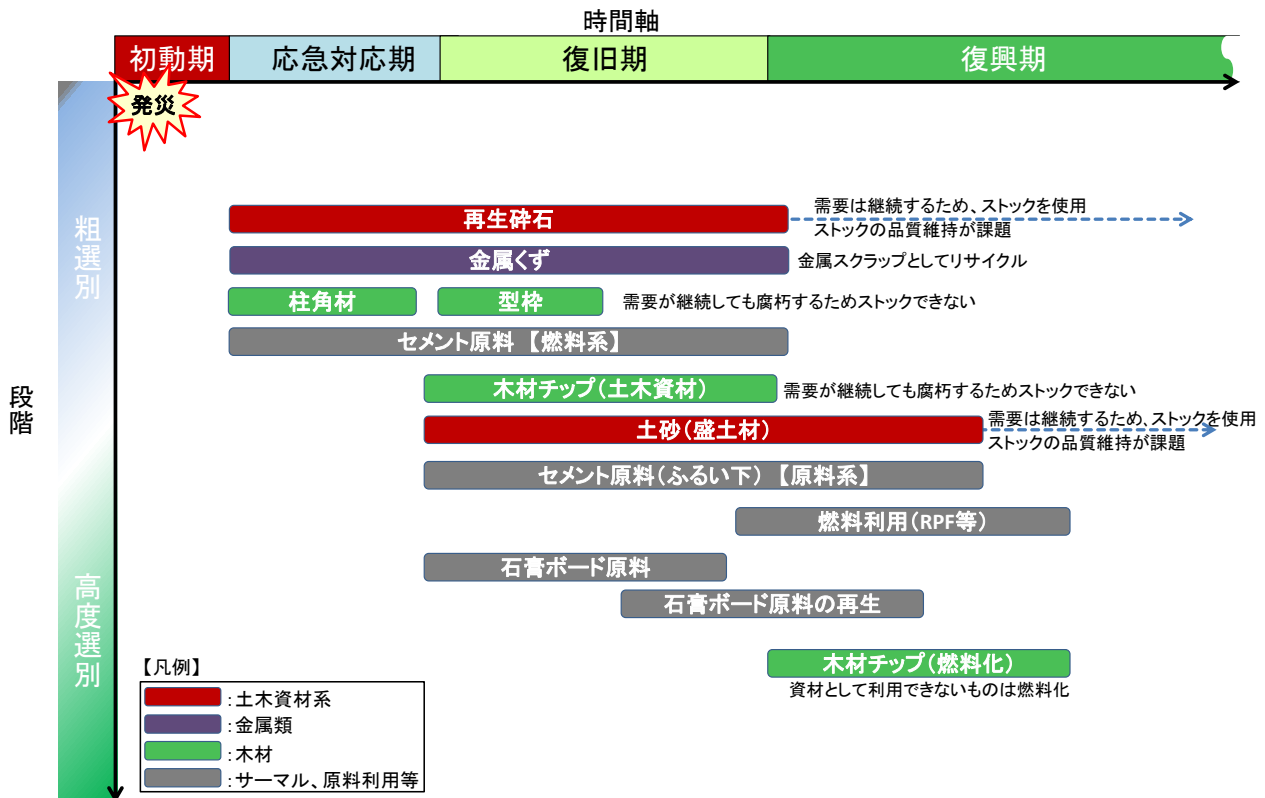 時間軸
初動期
応急対応期
復旧期
復興期
発災
段階
粗選別
高度選別
再生砕石
需要は継続するため、ストックを使用
ストックの品質維持が課題
金属くず
金属スクラップとしてリサイクル
柱角材
型枠
需要が継続しても腐朽するためストックできない
セメント原料 【燃料系】
木材チップ(土木資材)
需要が継続しても腐朽するためストックできない
土砂(盛土材)
需要は継続するため、ストックを使用
ストックの品質維持が課題
セメント原料(ふるい下) 【原料系】
燃料利用(RPF等)
石膏ボード原料
石膏ボード原料の再生
木材チップ(燃料化)
資材として利用できないものは燃料化
【凡例】
:土木資材系
:金属類
:木材
:サーマル、原料利用等